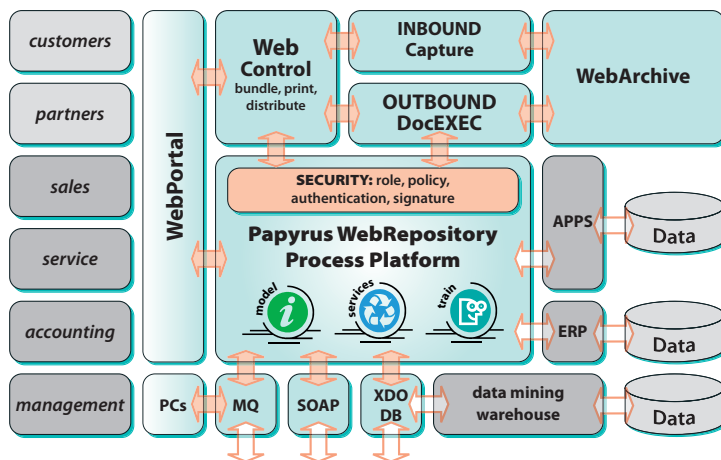 customers
partners
sales
service
accounting
management
WebPortal
PCs
Web
Control
bundle, print,
distribute
INBOUND
Capture
OUTBOUND
DocEXEC
WebArchive
SECURITY: role, policy,
authentication, signature
Papyrus WebRepository
Process Platform
model
services
train
APPS
Data
ERP
Data
MQ
SOAP
XDO
DB
data mining
warehouse
Data